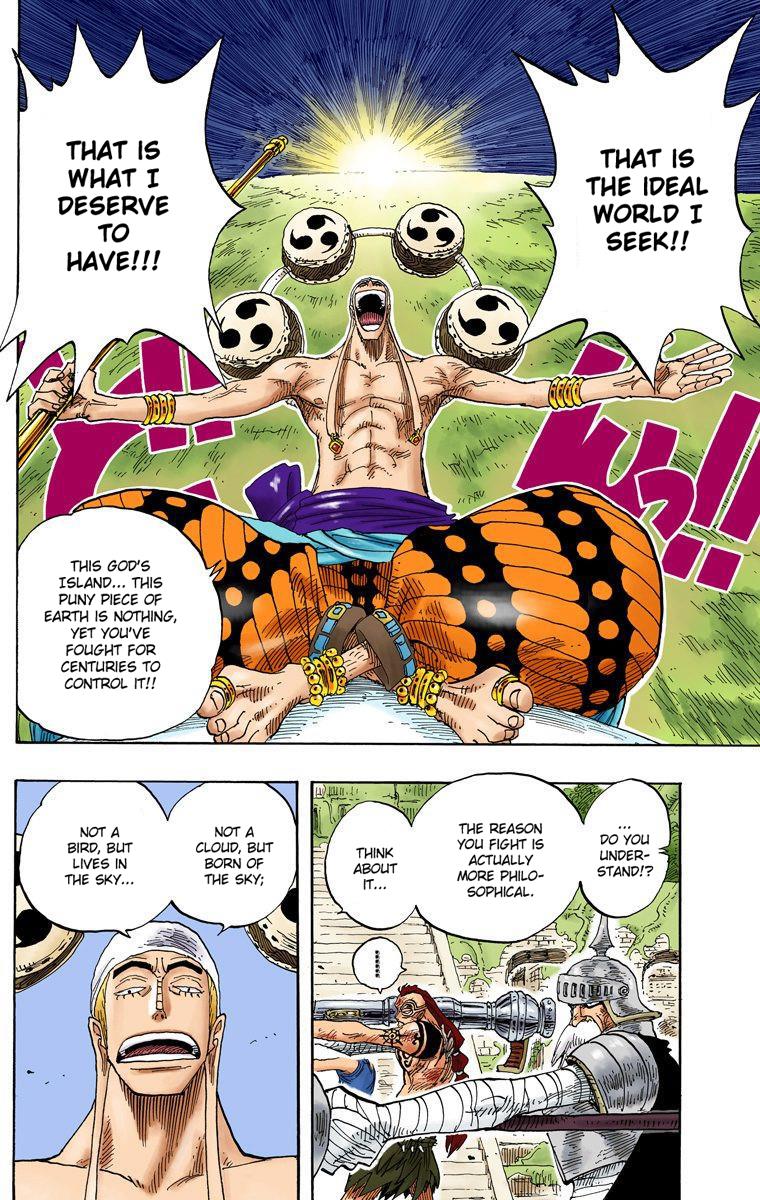 THAT IS
THE IDEAL
WORLD I
SEEK!!
THAT IS
WHAT I
DESERVE
TO
HAVE!!!
THIS GOD'S
ISLAND... THIS
PUNY PIECE OF
EARTH IS NOTHING,
YET YOU'VE
FOUGHT FOR
CENTURIES TO
CONTROL IT!!
...
DO YOU
UNDER-
STAND!?
THE REASON
YOU FIGHT IS
ACTUALLY
MORE PHILO-
SOPHICAL.
THINK
ABOUT
IT...
......
NOT A
CLOUD, BUT
BORN OF
THE SKY;
NOT A
BIRD, BUT
LIVES IN
THE SKY...